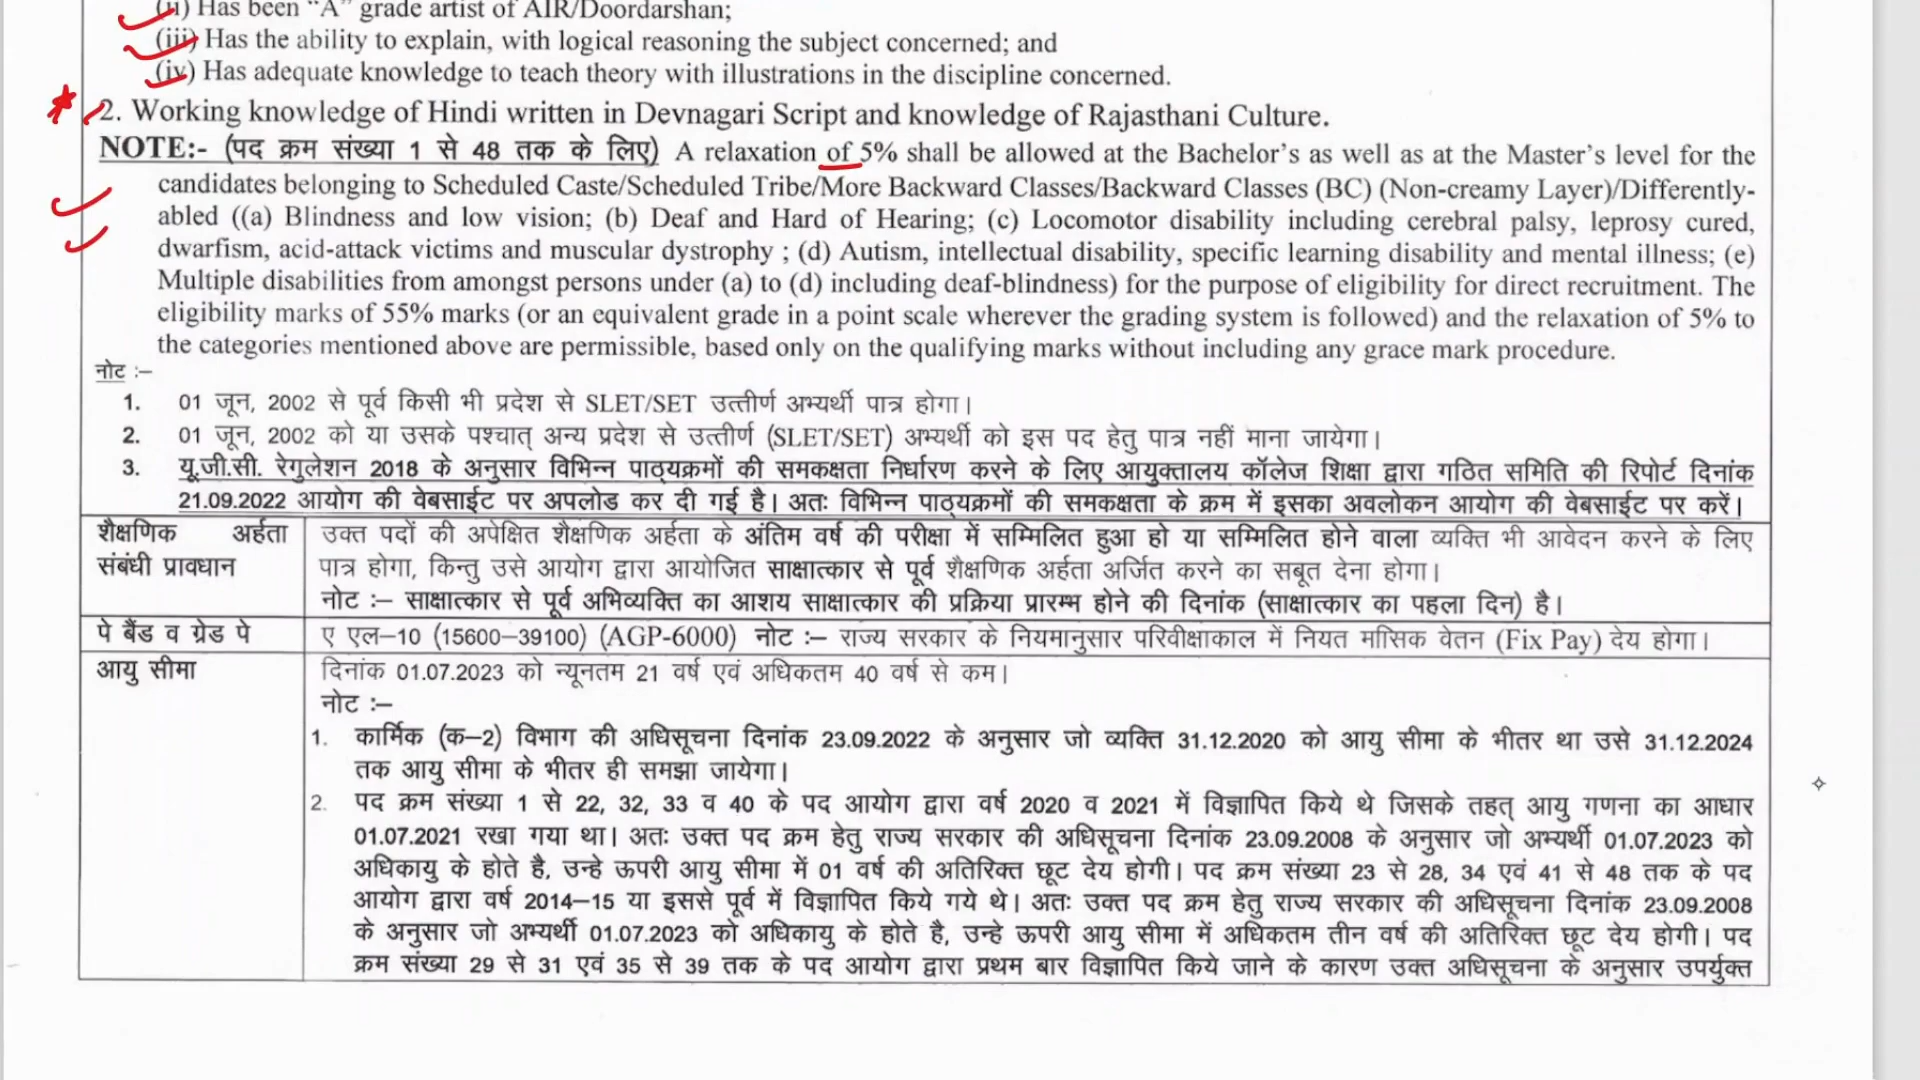 (ii) Has been "A" grade artist of AIR/Doordarshan;
(iii) Has the ability to explain, with logical reasoning the subject concerned; and
(iv) Has adequate knowledge to teach theory with illustrations in the discipline concerned.
2. Working knowledge of Hindi written in Devnagari Script and knowledge of Rajasthani Culture.
NOTE:- (पद क्रम संख्या 1 से 48 तक के लिए) A relaxation of 5% shall be allowed at the Bachelor's as well as at the Master's level for the
candidates belonging to Scheduled Caste/Scheduled Tribe/More Backward Classes/Backward Classes (BC) (Non-creamy Layer)/Differently-
abled ((a) Blindness and low vision; (b) Deaf and Hard of Hearing; (c) Locomotor disability including cerebral palsy, leprosy cured,
dwarfism, acid-attack victims and muscular dystrophy ; (d) Autism, intellectual disability, specific learning disability and mental illness; (e)
Multiple disabilities from amongst persons under (a) to (d) including deaf-blindness) for the purpose of eligibility for direct recruitment. The
eligibility marks of 55% marks (or an equivalent grade in a point scale wherever the grading system is followed) and the relaxation of 5% to
the categories mentioned above are permissible, based only on the qualifying marks without including any grace mark procedure.
नोट :–
1. 01 जून, 2002 से पूर्व किसी भी प्रदेश से SLET/SET उत्तीर्ण अभ्यर्थी पात्र होगा।
2. 01 जून, 2002 को या उसके पश्चात् अन्य प्रदेश से उत्तीर्ण (SLET/SET) अभ्यर्थी को इस पद हेतु पात्र नहीं माना जायेगा।
3. यू.जी.सी. रेगुलेशन 2018 के अनुसार विभिन्न पाठ्यक्रमों की समकक्षता निर्धारण करने के लिए आयुक्तालय कॉलेज शिक्षा द्वारा गठित समिति की रिपोर्ट दिनांक
21.09.2022 आयोग की वेबसाईट पर अपलोड कर दी गई है। अतः विभिन्न पाठ्यक्रमों की समकक्षता के क्रम में इसका अवलोकन आयोग की वेबसाईट पर करें।
शैक्षणिक अर्हता संबंधी प्रावधान
उक्त पदों की अपेक्षित शैक्षणिक अर्हता के अंतिम वर्ष की परीक्षा में सम्मिलित हुआ हो या सम्मिलित होने वाला व्यक्ति भी आवेदन करने के लिए
पात्र होगा, किन्तु उसे आयोग द्वारा आयोजित साक्षात्कार से पूर्व शैक्षणिक अर्हता अर्जित करने का सबूत देना होगा।
नोट :– साक्षात्कार से पूर्व अभिव्यक्ति का आशय साक्षात्कार की प्रक्रिया प्रारम्भ होने की दिनांक (साक्षात्कार का पहला दिन) है।
पे बैंड व ग्रेड पे
ए एल–10 (15600–39100) (AGP-6000) नोट :– राज्य सरकार के नियमानुसार परिवीक्षाकाल में नियत मासिक वेतन (Fix Pay) देय होगा।
आयु सीमा
दिनांक 01.07.2023 को न्यूनतम 21 वर्ष एवं अधिकतम 40 वर्ष से कम।
नोट :–
1. कार्मिक (क–2) विभाग की अधिसूचना दिनांक 23.09.2022 के अनुसार जो व्यक्ति 31.12.2020 को आयु सीमा के भीतर था उसे 31.12.2024
तक आयु सीमा के भीतर ही समझा जायेगा।
2. पद क्रम संख्या 1 से 22, 32, 33 व 40 के पद आयोग द्वारा वर्ष 2020 व 2021 में विज्ञापित किये थे जिसके तहत् आयु गणना का आधार
01.07.2021 रखा गया था। अतः उक्त पद क्रम हेतु राज्य सरकार की अधिसूचना दिनांक 23.09.2008 के अनुसार जो अभ्यर्थी 01.07.2023 को
अधिकायु के होते है, उन्हे ऊपरी आयु सीमा में 01 वर्ष की अतिरिक्त छूट देय होगी। पद क्रम संख्या 23 से 28, 34 एवं 41 से 48 तक के पद
आयोग द्वारा वर्ष 2014–15 या इससे पूर्व में विज्ञापित किये गये थे। अतः उक्त पद क्रम हेतु राज्य सरकार की अधिसूचना दिनांक 23.09.2008
के अनुसार जो अभ्यर्थी 01.07.2023 को अधिकायु के होते है, उन्हे ऊपरी आयु सीमा में अधिकतम तीन वर्ष की अतिरिक्त छूट देय होगी। पद
क्रम संख्या 29 से 31 एवं 35 से 39 तक के पद आयोग द्वारा प्रथम बार विज्ञापित किये जाने के कारण उक्त अधिसूचना के अनुसार उपर्युक्त